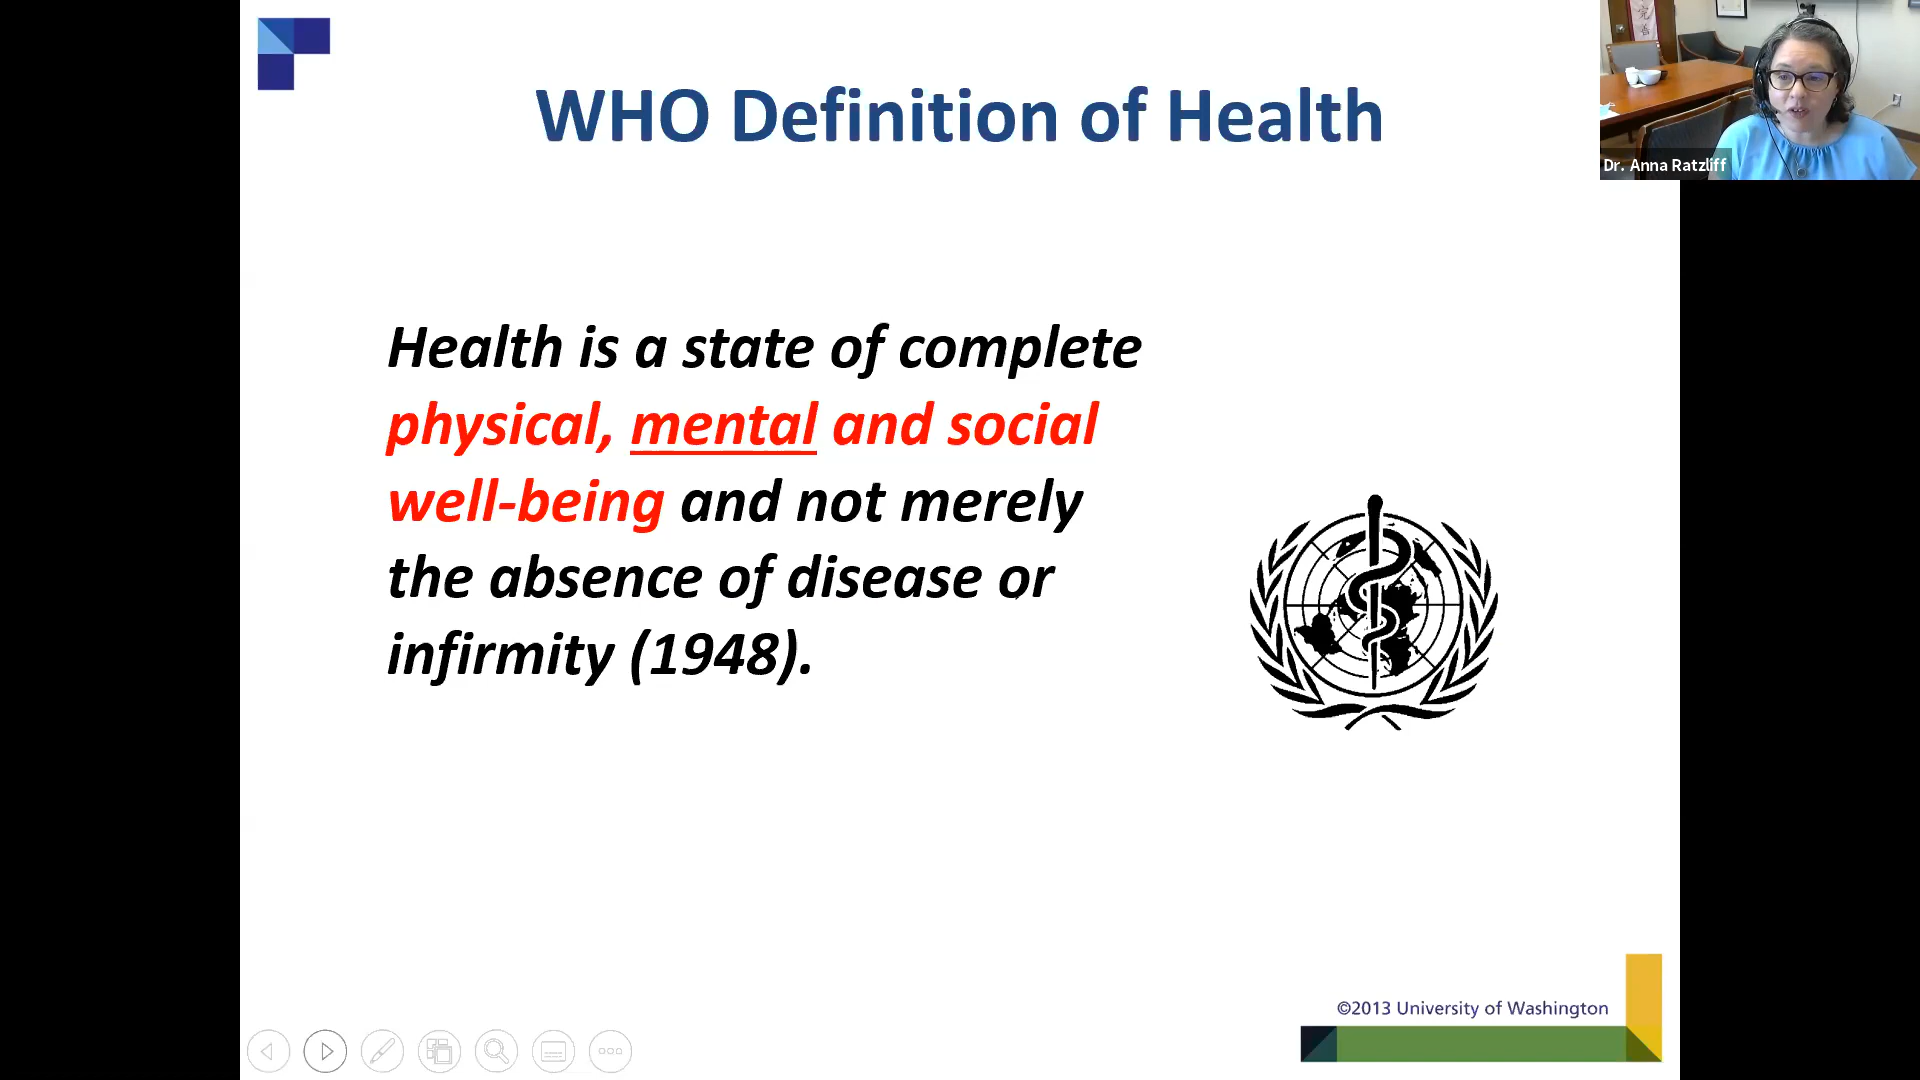 WHO Definition of Health
Dr. Anna Ratzliff
Health is a state of complete
physical, mental and social
well-being and not merely
the absence of disease or
infirmity (1948).
©2013 University of Washington